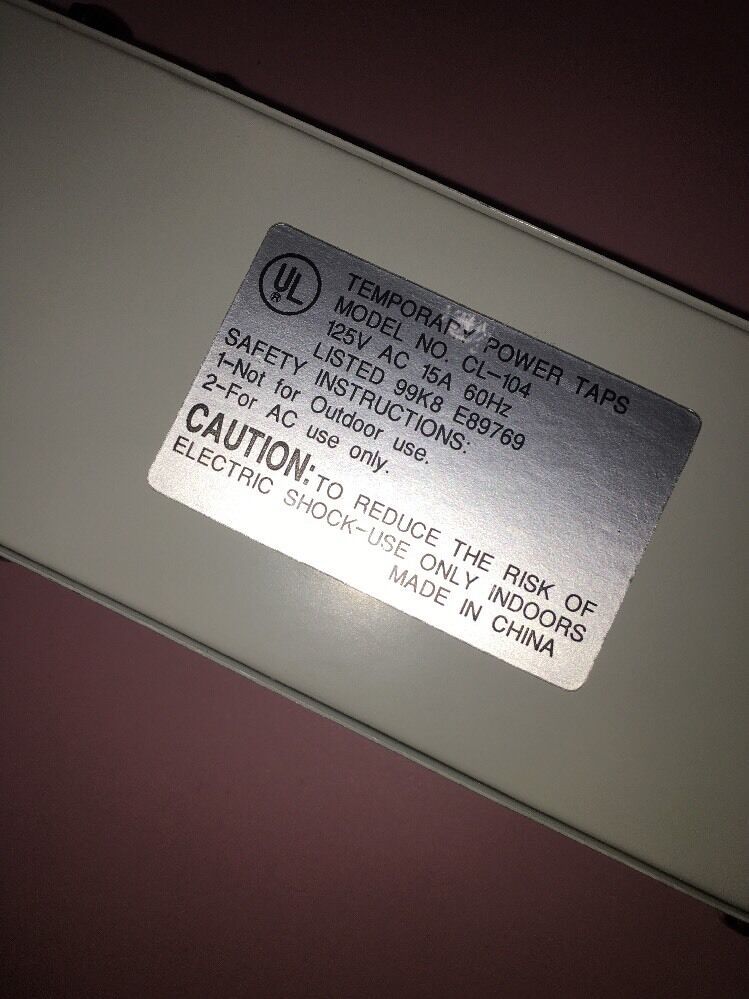 UL
®
TEMPORARY POWER TAPS
MODEL NO. CL-104
125V AC 15A 60Hz
LISTED 99K8 E89769
SAFETY INSTRUCTIONS:
1-Not for Outdoor use.
2-For AC use only.
CAUTION: TO REDUCE THE RISK OF
ELECTRIC SHOCK-USE ONLY INDOORS
MADE IN CHINA